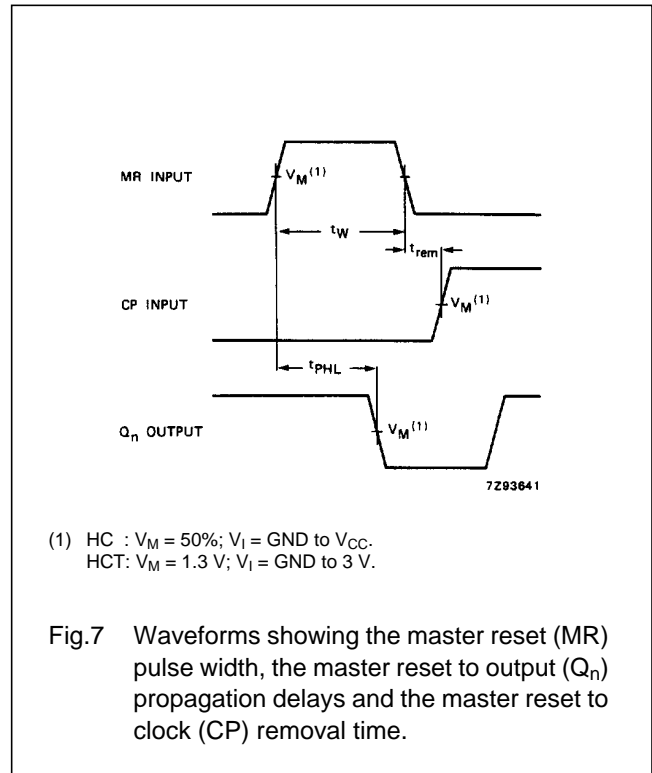 MR INPUT
V_M (1)
t_W
t_rem
CP INPUT
V_M (1)
t_PHL
Q_n OUTPUT
V_M (1)
7Z93641
(1) HC : V_M = 50%; V_I = GND to V_CC.
HCT: V_M = 1.3 V; V_I = GND to 3 V.
Fig.7 Waveforms showing the master reset (MR)
pulse width, the master reset to output (Q_n)
propagation delays and the master reset to
clock (CP) removal time.